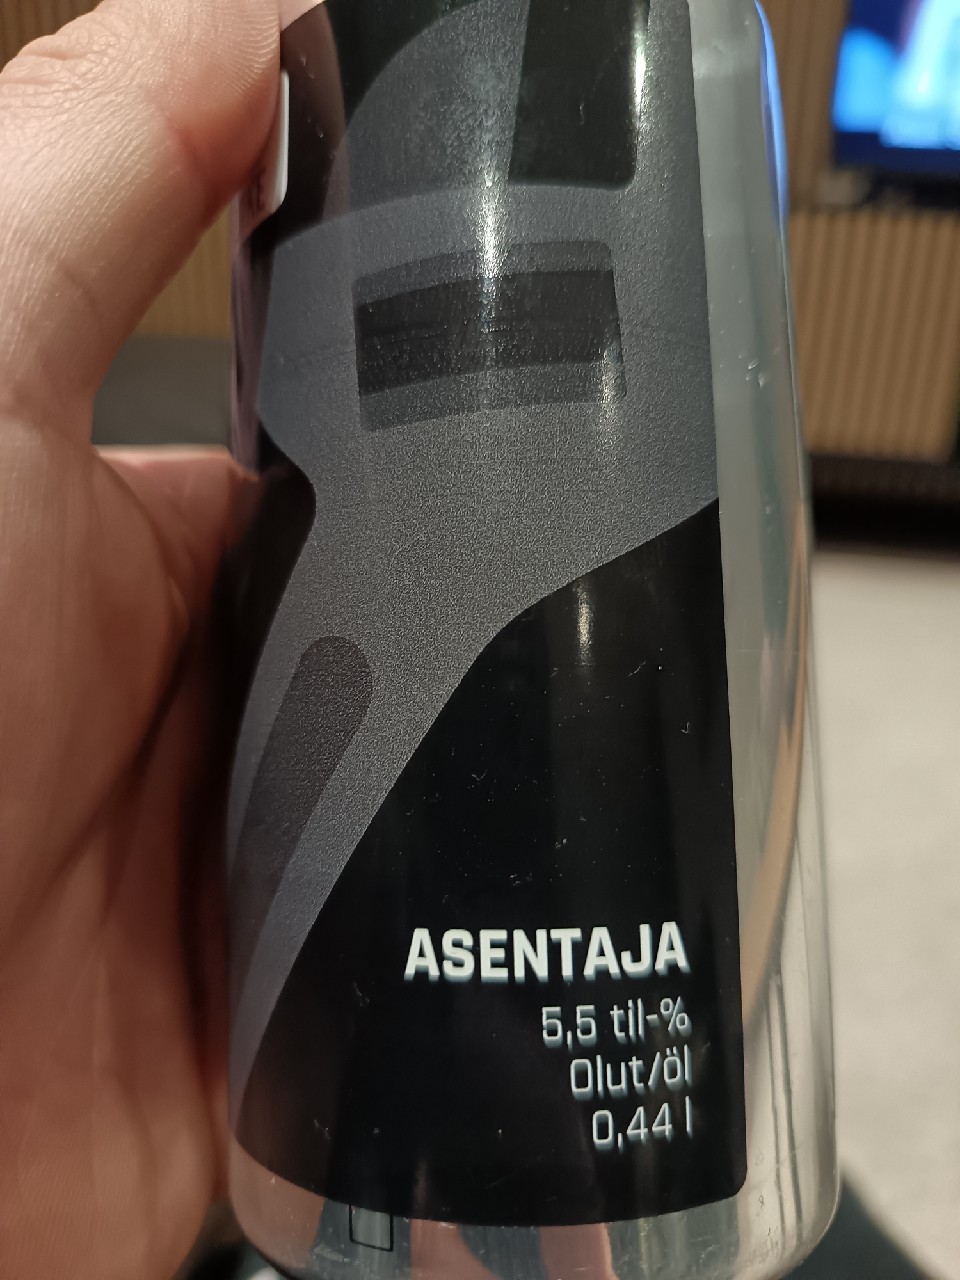 ASENTAJA
5,5 til-%
Olut/öl
0,44 l